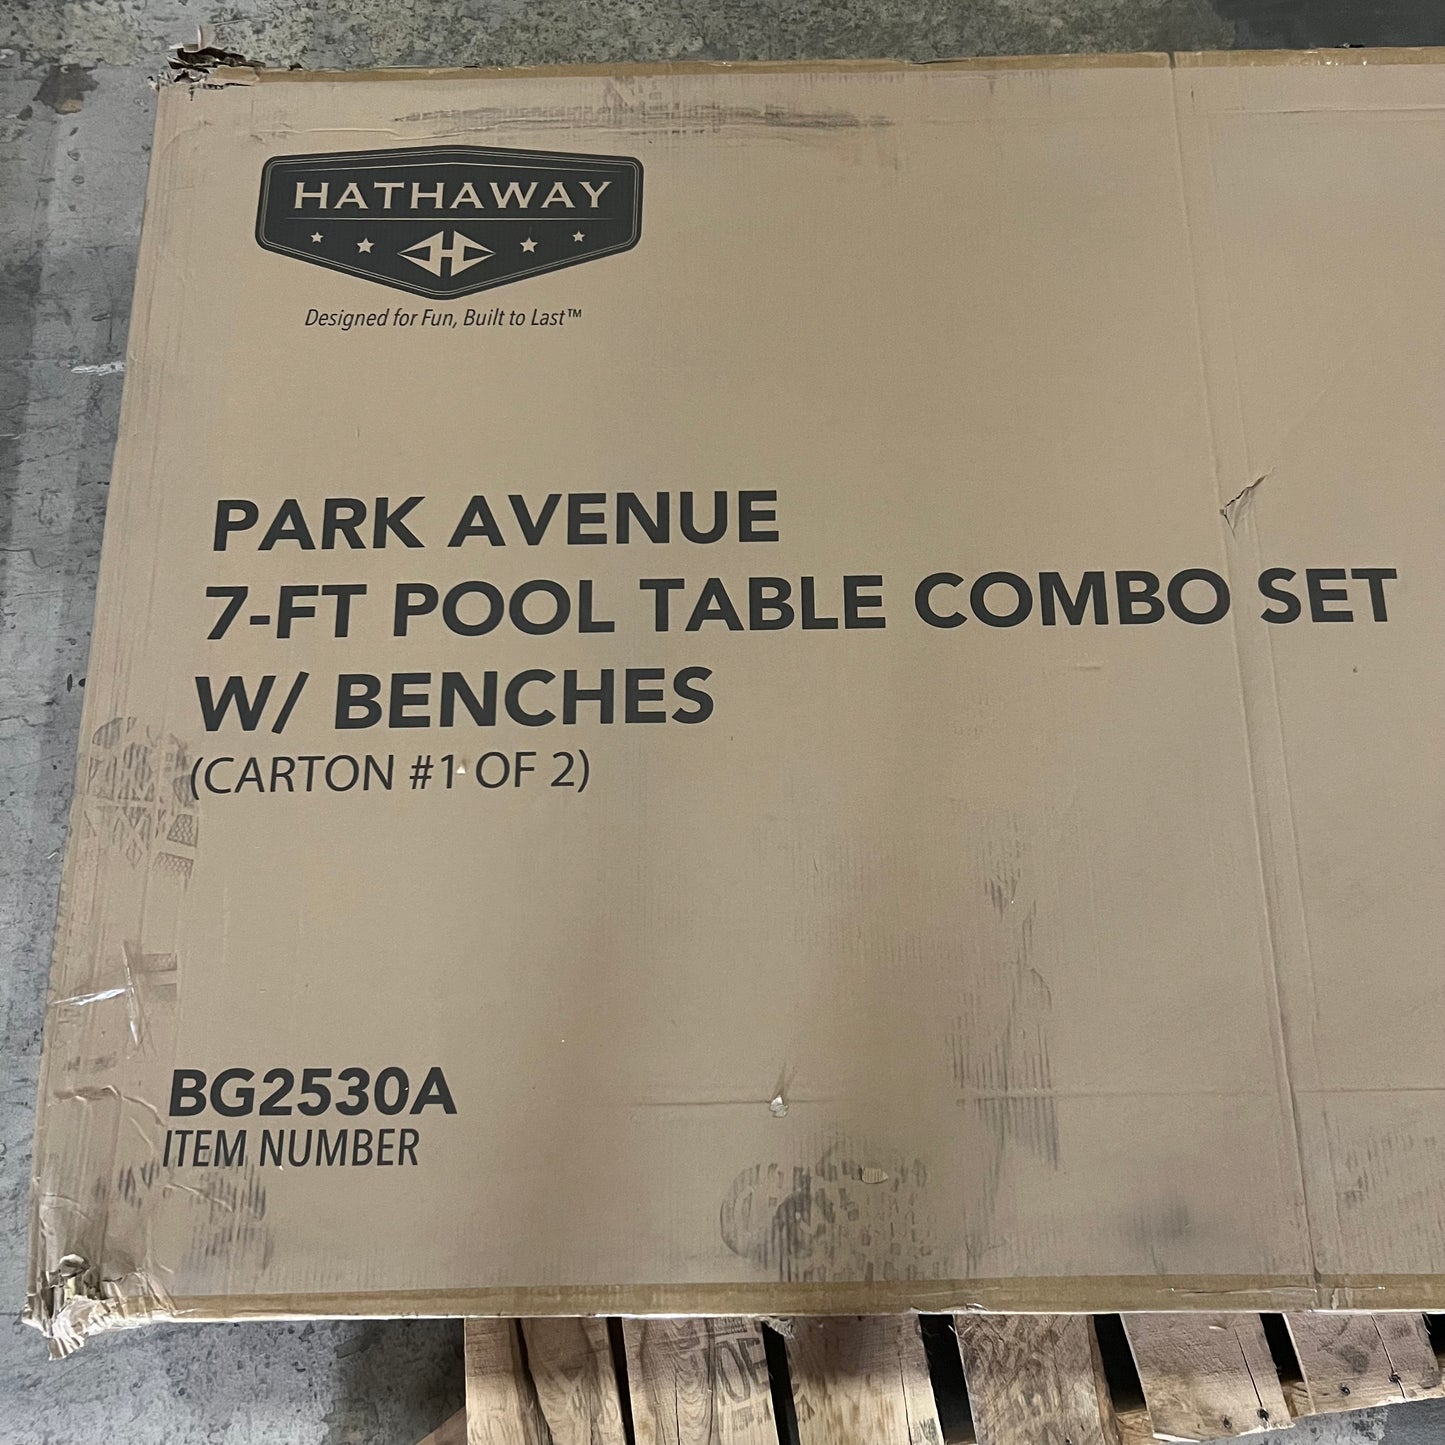 HATHAWAY
Designed for Fun, Built to Last™
PARK AVENUE
7-FT POOL TABLE COMBO SET
W/ BENCHES
(CARTON #1 OF 2)
BG2530A
ITEM NUMBER